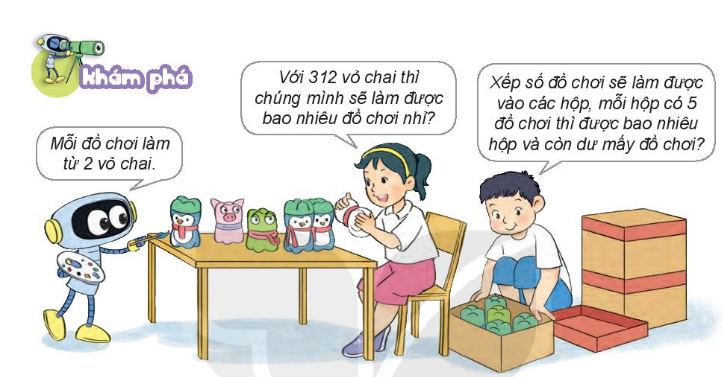 khám phá
Mỗi đồ chơi làm
từ 2 vỏ chai.
Với 312 vỏ chai thì
chúng mình sẽ làm được
bao nhiêu đồ chơi nhỉ?
Xếp số đồ chơi sẽ làm được
vào các hộp, mỗi hộp có 5
đồ chơi thì được bao nhiêu
hộp và còn dư mấy đồ chơi?